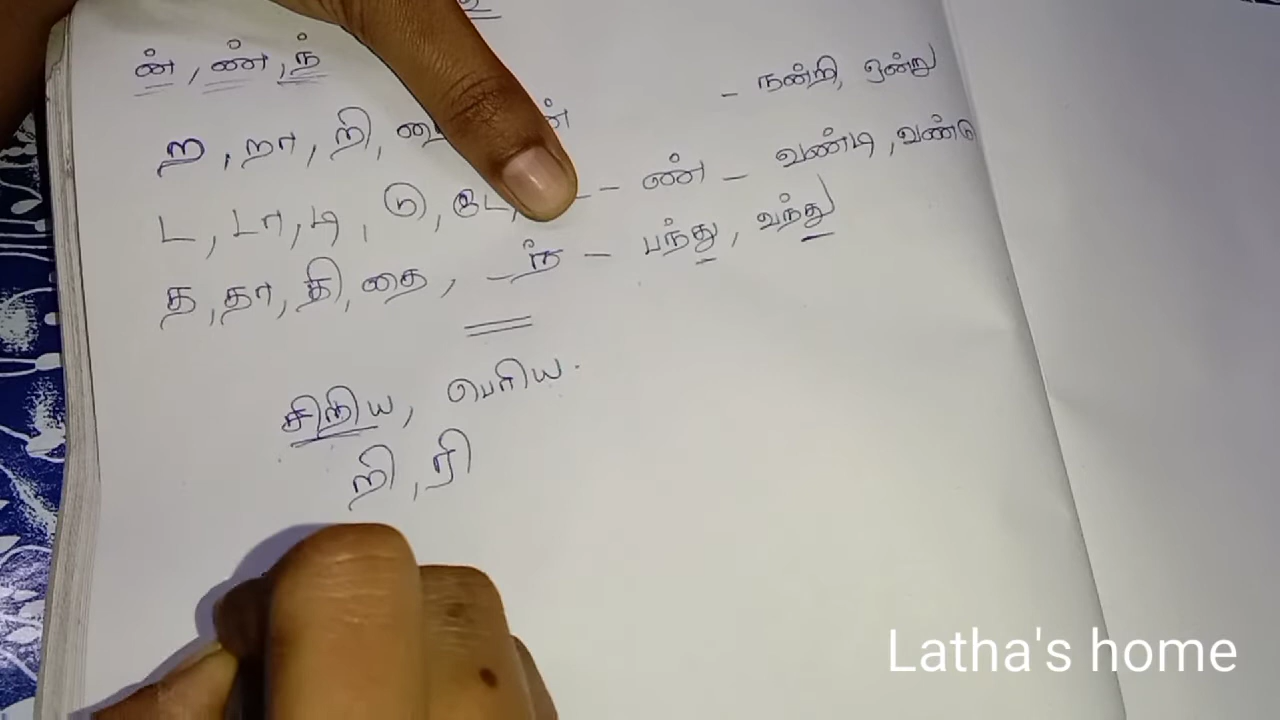 ன், ண், ந்
ற, றா, றி, - நன்றி, ஒன்று
ட, டா, டி, டு, - ண் - வண்டி, வண்டு
த, தா, தி, தை, - ந் - பந்து, வந்து
சிறிய, பெரிய.
றி, ரி
Latha's home